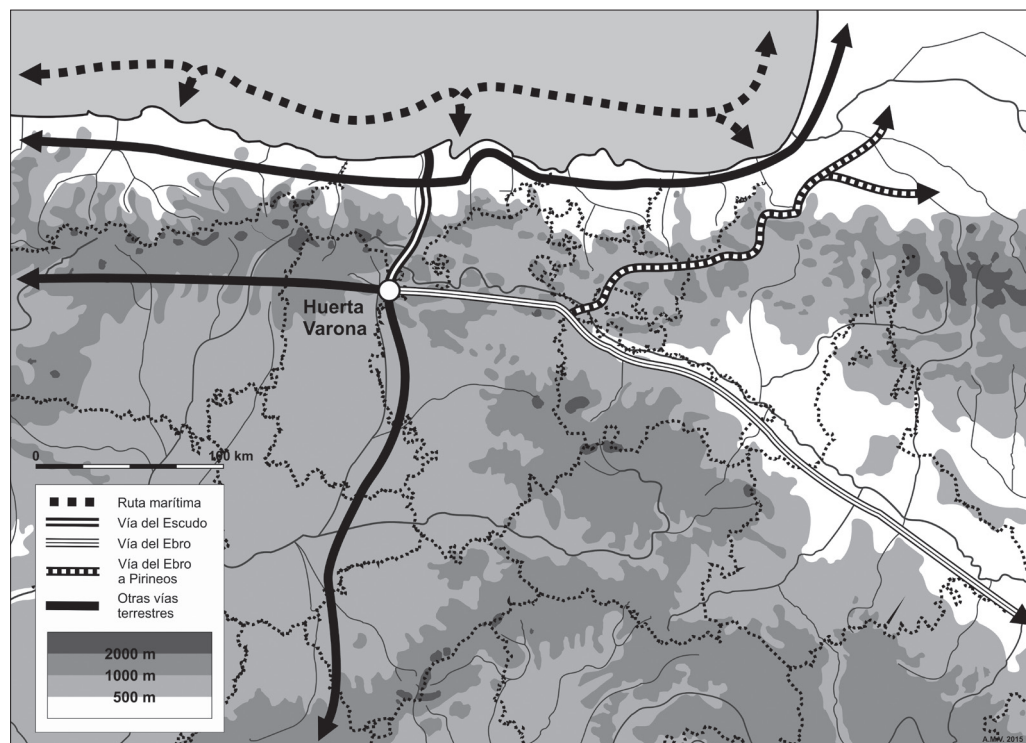 Huerta
Varona
0 100 km
Ruta marítima
Vía del Escudo
Vía del Ebro
Vía del Ebro
a Pirineos
Otras vías
terrestres
2000 m
1000 m
500 m
A.M.V. 2015